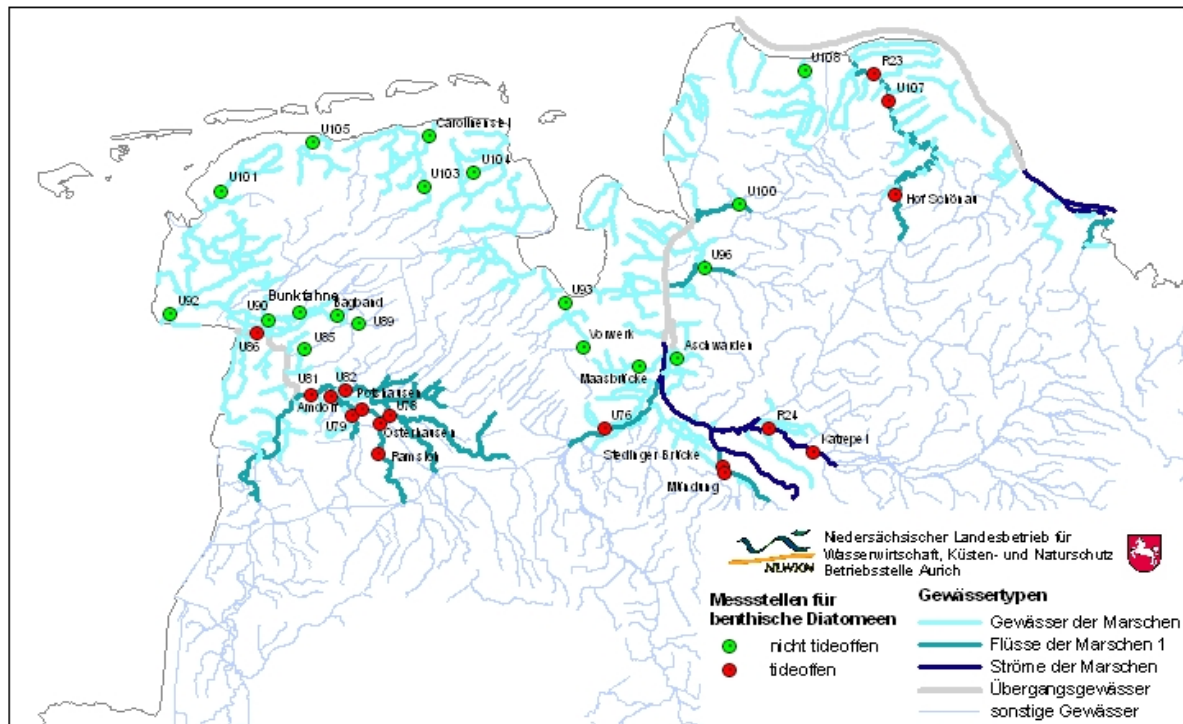 U108
R23
U107
U105
Carolinensiel
U104
U103
U101
U100
Hof Schönau
U96
U93
U92
Bunkfahne
Bagband
U90
U89
U86
U85
Vorwerk
Aschwarden
Maasbrücke
U81
U82
Potshausen
Amdorf
U78
U79
Osterhausen
Ramsloh
U76
R24
Katrepel
Stedinger Brücke
Mündung
NLWKN
Niedersächsischer Landesbetrieb für
Wasserwirtschaft, Küsten- und Naturschutz
Betriebsstelle Aurich
Messstellen für
benthische Diatomeen
nicht tideoffen
tideoffen
Gewässertypen
Gewässer der Marschen
Flüsse der Marschen 1
Ströme der Marschen
Übergangsgewässer
sonstige Gewässer